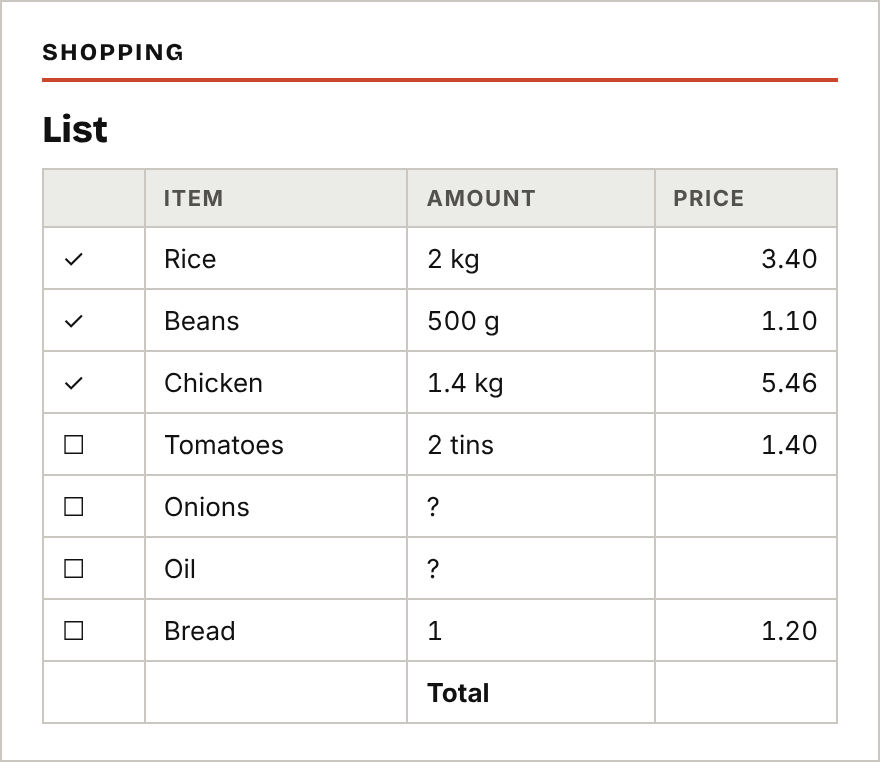 SHOPPING
List
ITEM AMOUNT PRICE
✓ Rice 2 kg 3.40
✓ Beans 500 g 1.10
✓ Chicken 1.4 kg 5.46
☐ Tomatoes 2 tins 1.40
☐ Onions ?
☐ Oil ?
☐ Bread 1 1.20
Total